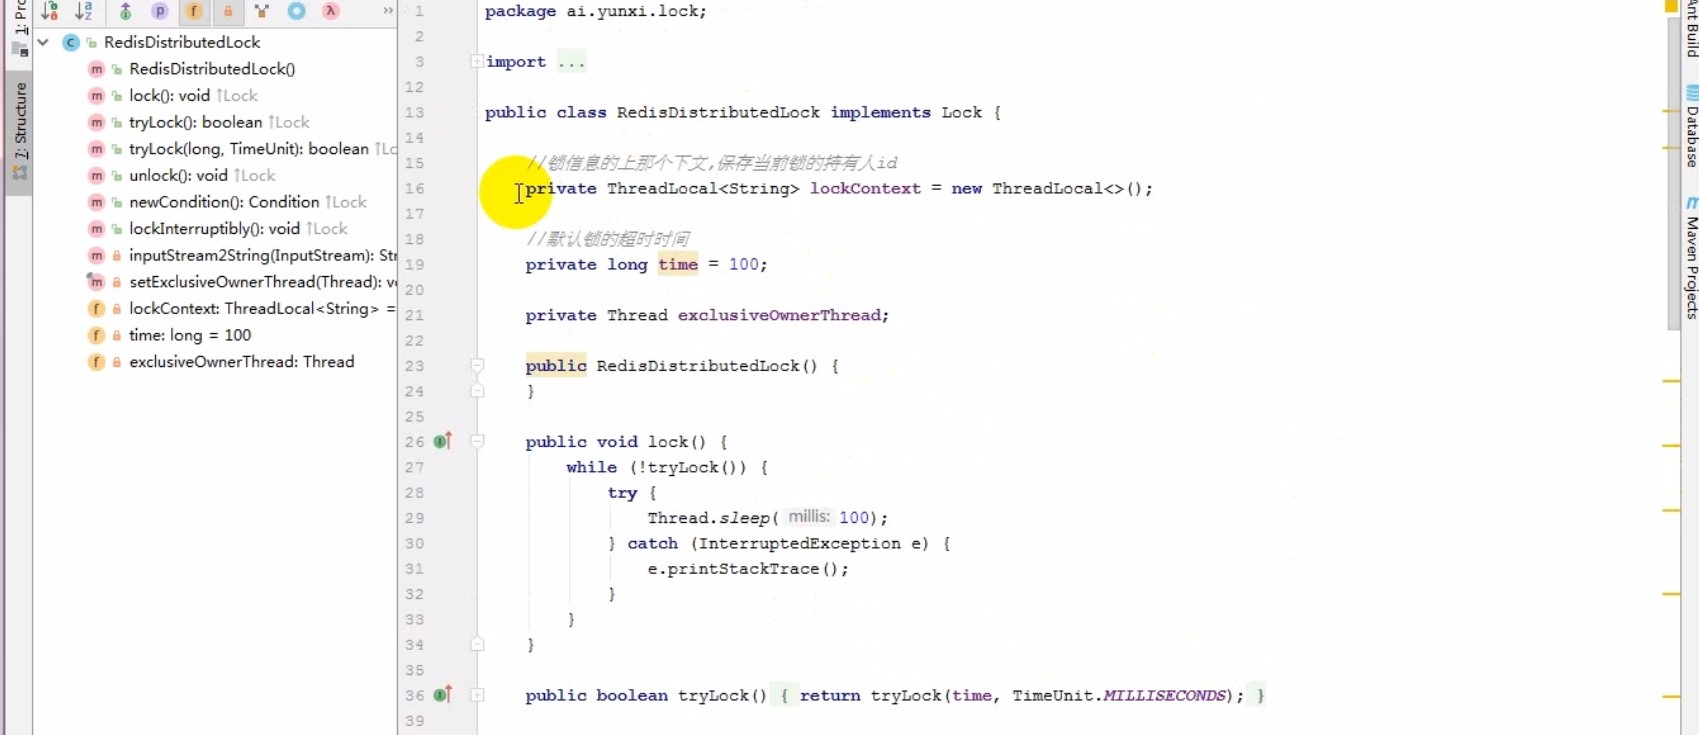 1: Pro
7: Structure
RedisDistributedLock
RedisDistributedLock()
lock(): void ↑Lock
tryLock(): boolean ↑Lock
tryLock(long, TimeUnit): boolean ↑Lc
unlock(): void ↑Lock
newCondition(): Condition ↑Lock
lockInterruptibly(): void ↑Lock
inputStream2String(InputStream): Stri
setExclusiveOwnerThread(Thread): v
lockContext: ThreadLocal<String> =
time: long = 100
exclusiveOwnerThread: Thread
1 package ai.yunxi.lock;
2
3 import ...
12
13 public class RedisDistributedLock implements Lock {
14
15 //锁信息的上那个下文,保存当前锁的持有人id
16 private ThreadLocal<String> lockContext = new ThreadLocal<>();
17
18 //默认锁的超时时间
19 private long time = 100;
20
21 private Thread exclusiveOwnerThread;
22
23 public RedisDistributedLock() {
24 }
25
26 public void lock() {
27 while (!tryLock()) {
28 try {
29 Thread.sleep( millis: 100);
30 } catch (InterruptedException e) {
31 e.printStackTrace();
32 }
33 }
34 }
35
36 public boolean tryLock() { return tryLock(time, TimeUnit.MILLISECONDS); }
39
Ant Build
Database
Maven Projects